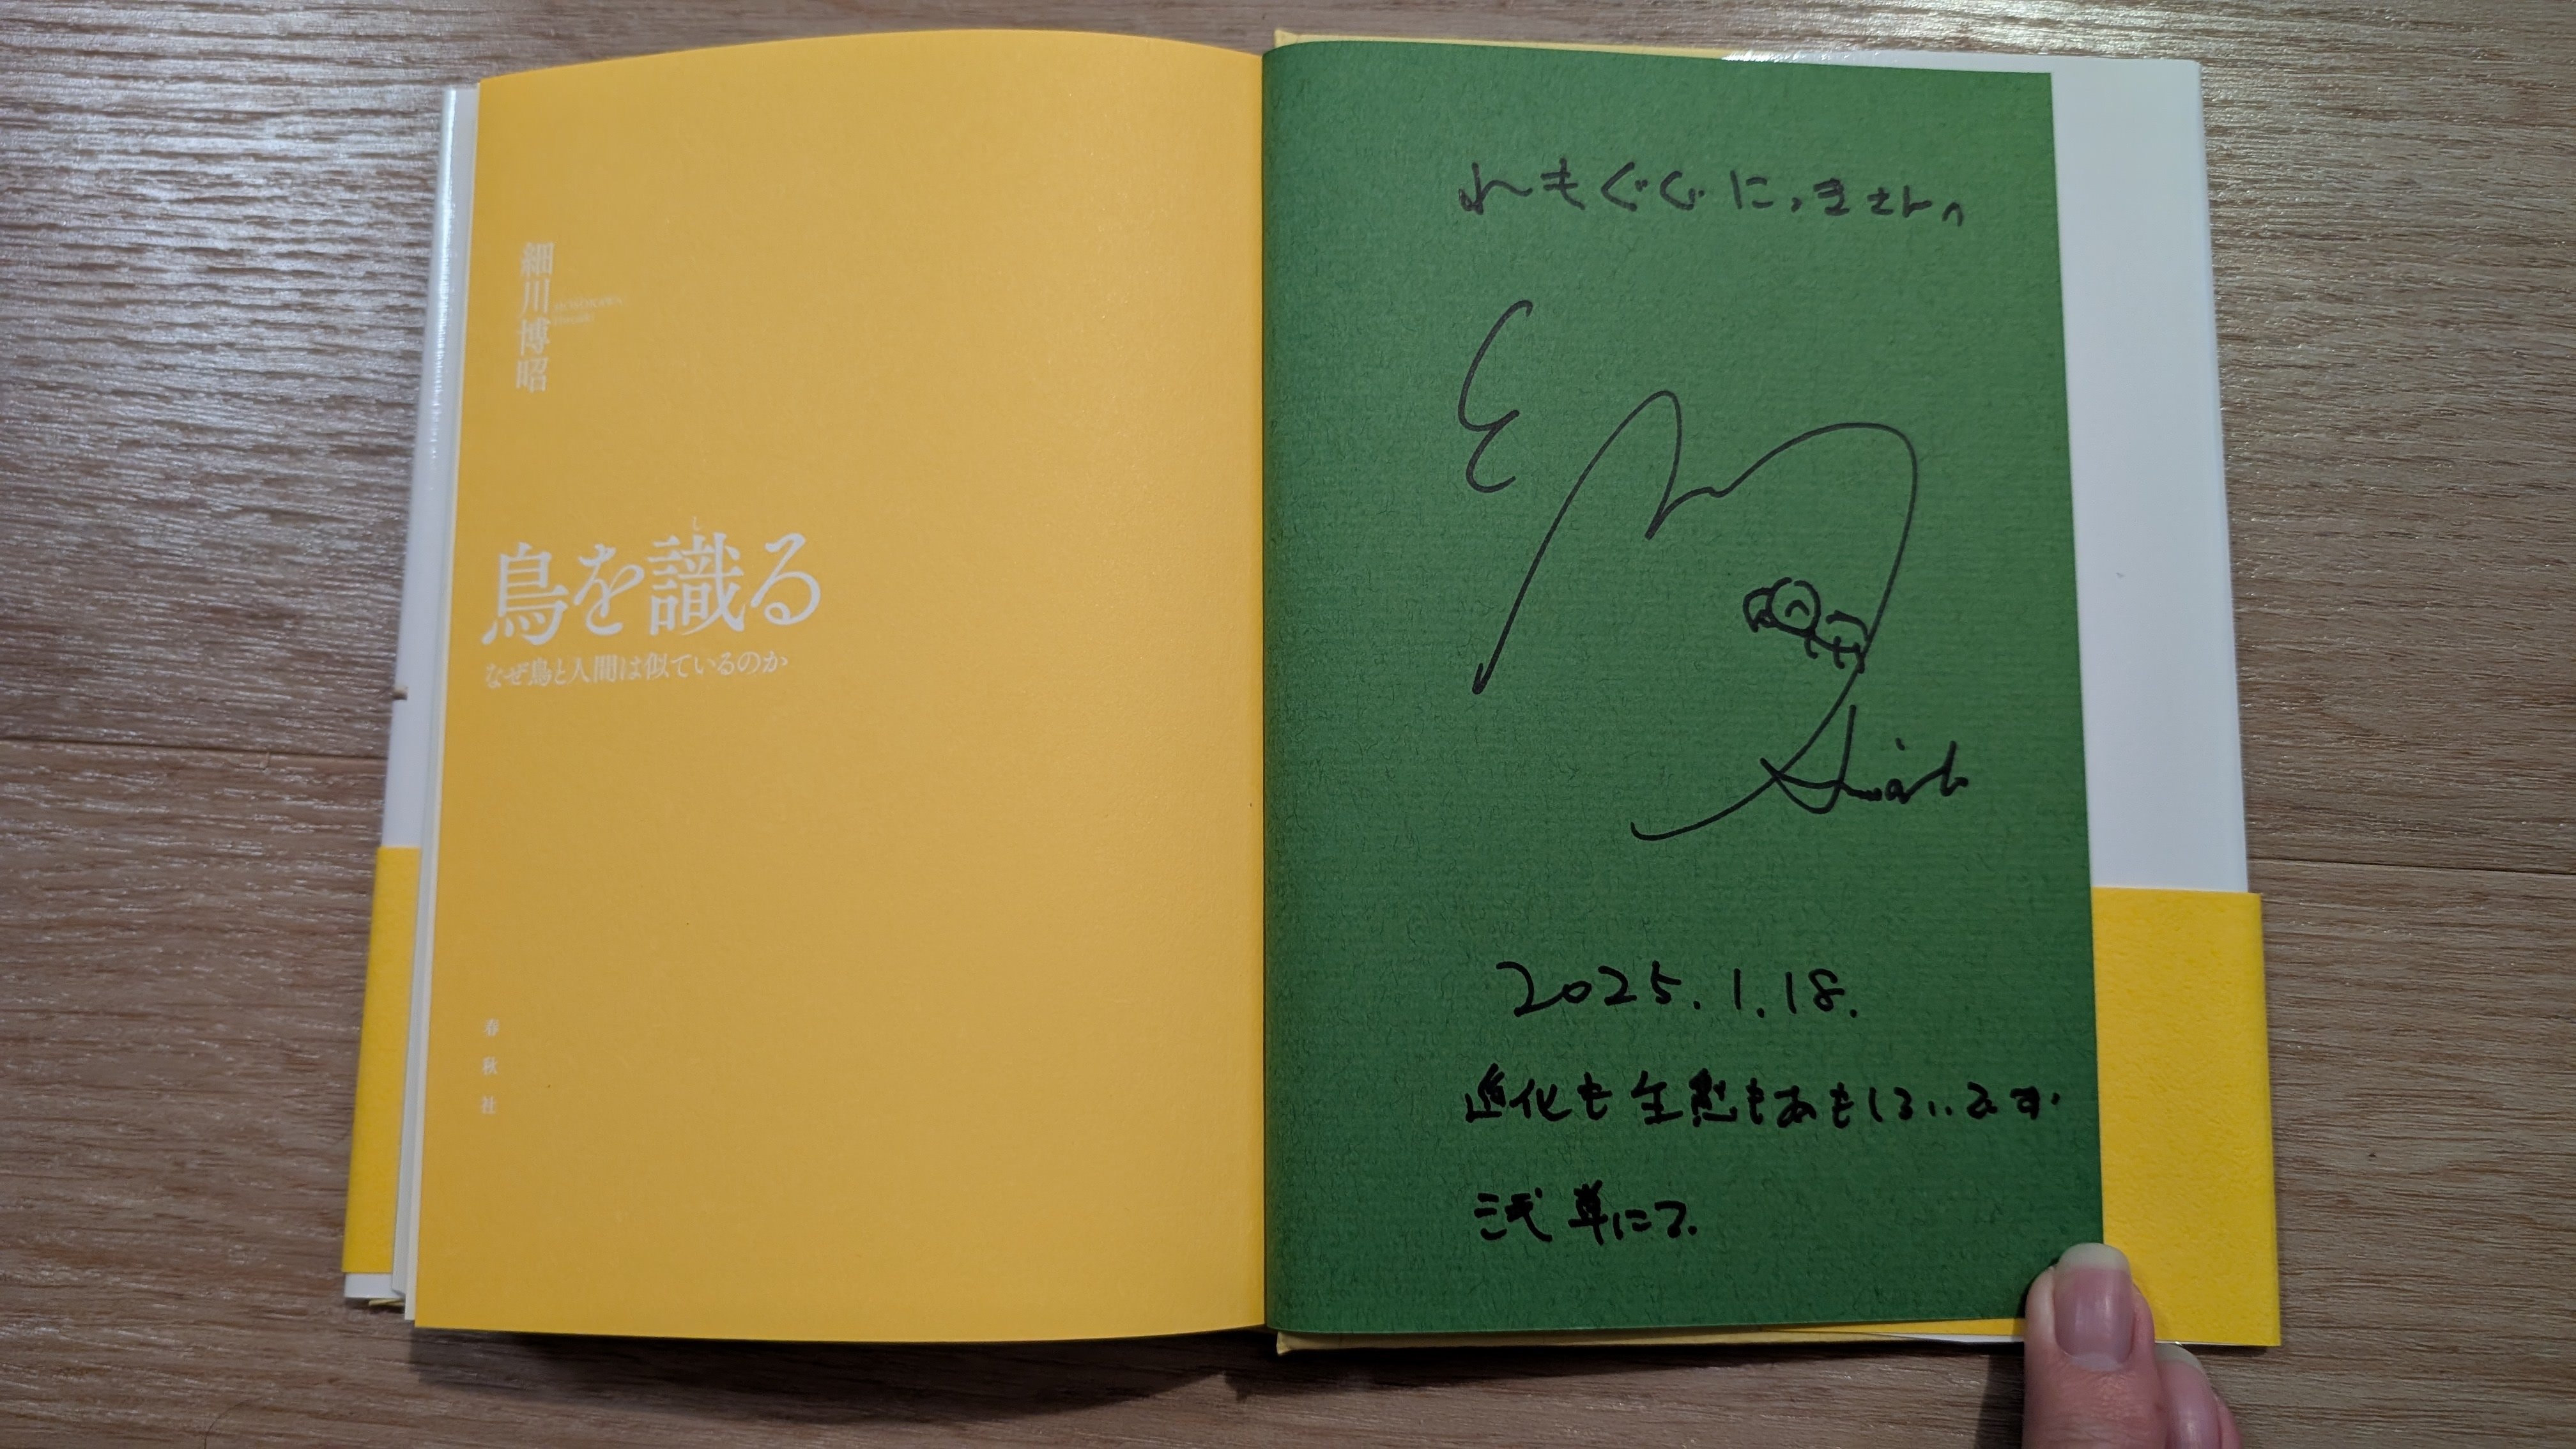 細川博昭
HOSOKAWA
Hiroaki
し
鳥を識る
なぜ鳥と人間は似ているのか
春秋社
れもぐぐにっきさんへ
2025.1.18.
進化も生態もおもしろいです.
浅草にて.